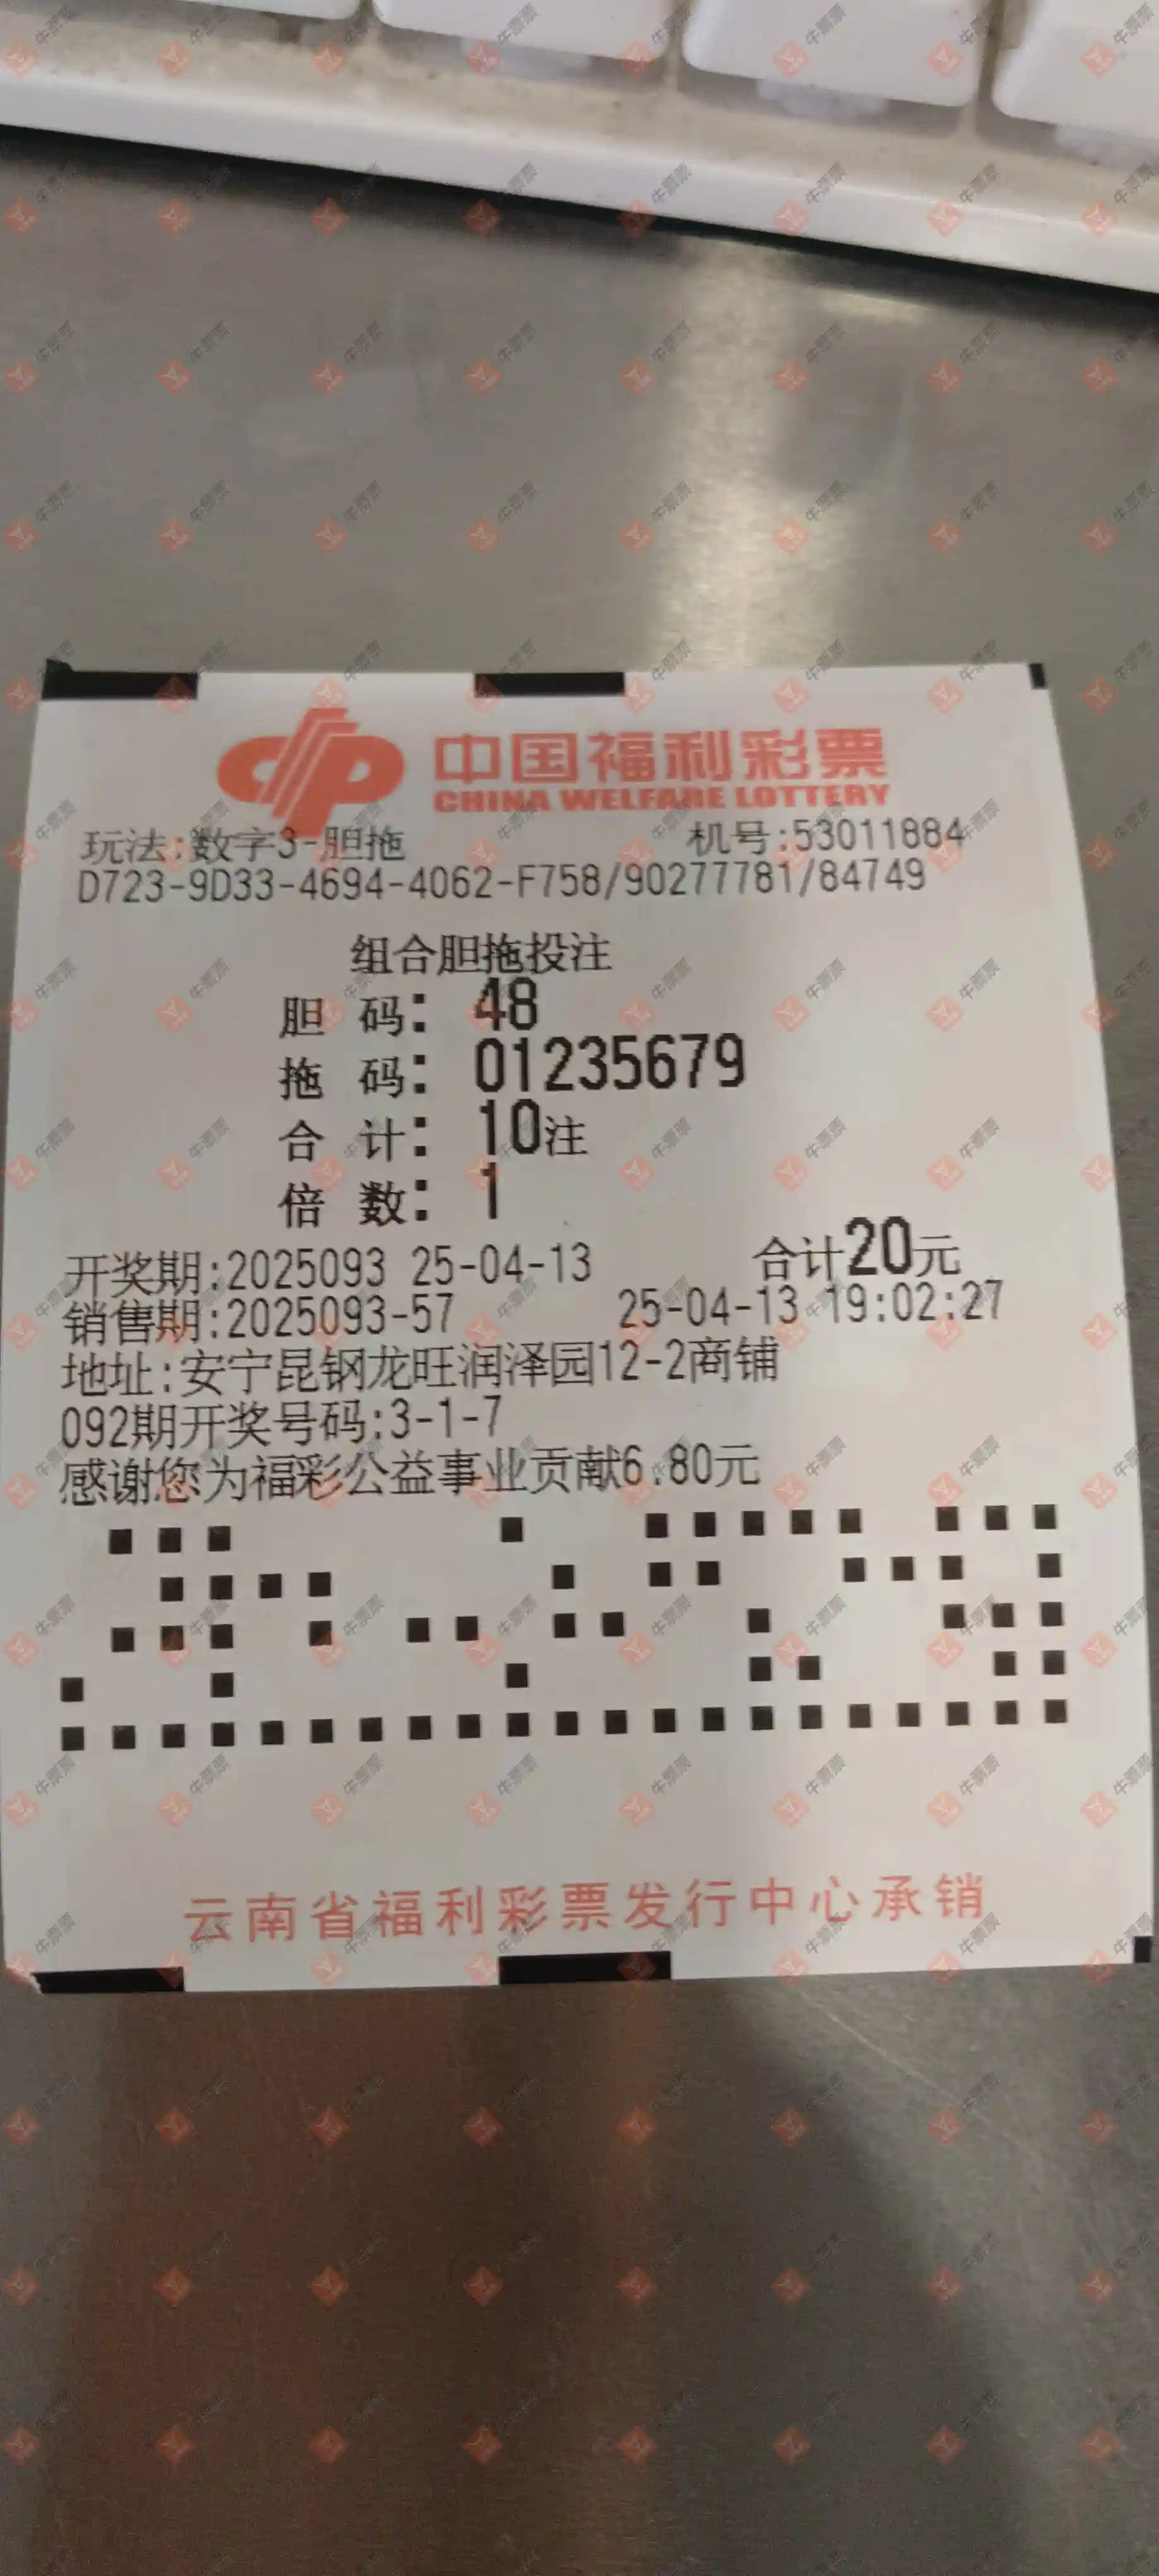 中国福利彩票
CHINA WELFARE LOTTERY
玩法:数字3-胆拖 机号:53011884
D723-9D33-4694-4062-F758/90277781/84749
组合胆拖投注
胆 码: 48
拖 码: 01235679
合 计: 10注
倍 数: 1
开奖期:2025093 25-04-13 合计20元
销售期:2025093-57 25-04-13 19:02:27
地址:安宁昆钢龙旺润泽园12-2商铺
092期开奖号码:3-1-7
感谢您为福彩公益事业贡献6.80元
云南省福利彩票发行中心承销
牛票票